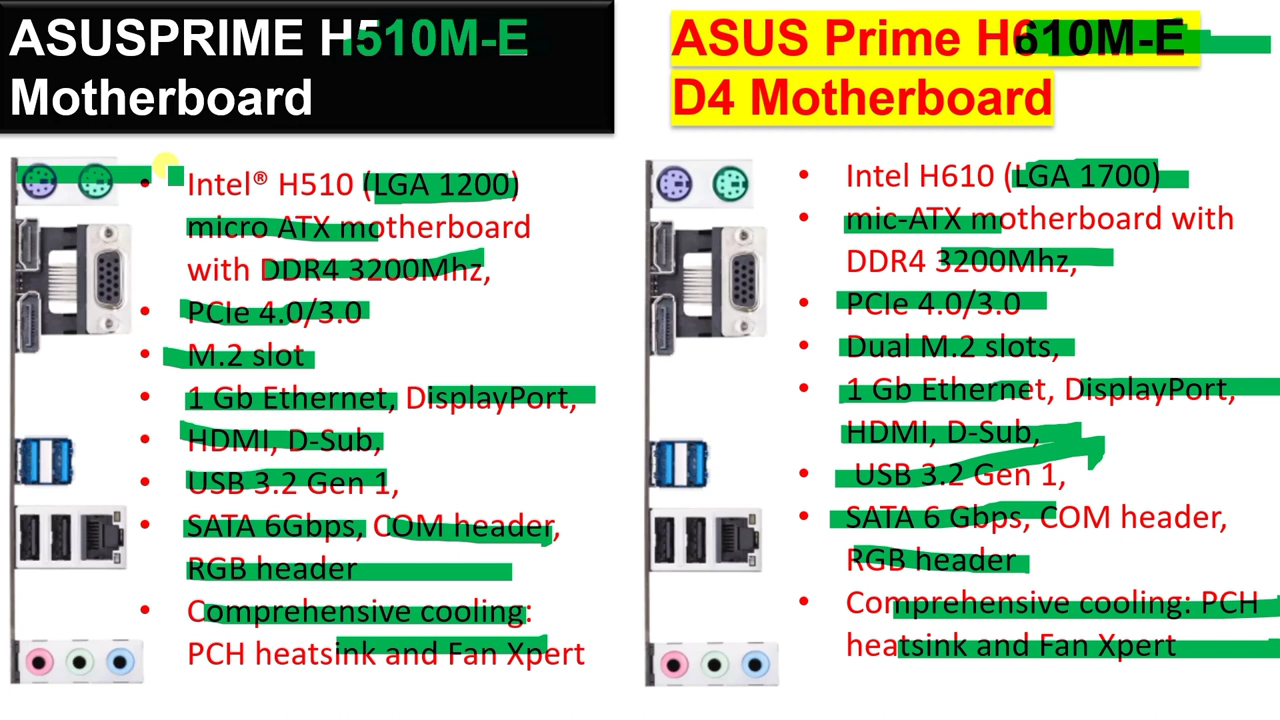 ASUSPRIME H510M-E
Motherboard
Intel® H510 (LGA 1200)
micro ATX motherboard
with DDR4 3200Mhz,
PCIe 4.0/3.0
M.2 slot
1 Gb Ethernet, DisplayPort,
HDMI, D-Sub,
USB 3.2 Gen 1,
SATA 6Gbps, COM header,
RGB header
Comprehensive cooling:
PCH heatsink and Fan Xpert
ASUS Prime H610M-E
D4 Motherboard
Intel H610 (LGA 1700)
mic-ATX motherboard with
DDR4 3200Mhz,
PCIe 4.0/3.0
Dual M.2 slots,
1 Gb Ethernet, DisplayPort,
HDMI, D-Sub,
USB 3.2 Gen 1,
SATA 6 Gbps, COM header,
RGB header
Comprehensive cooling: PCH
heatsink and Fan Xpert